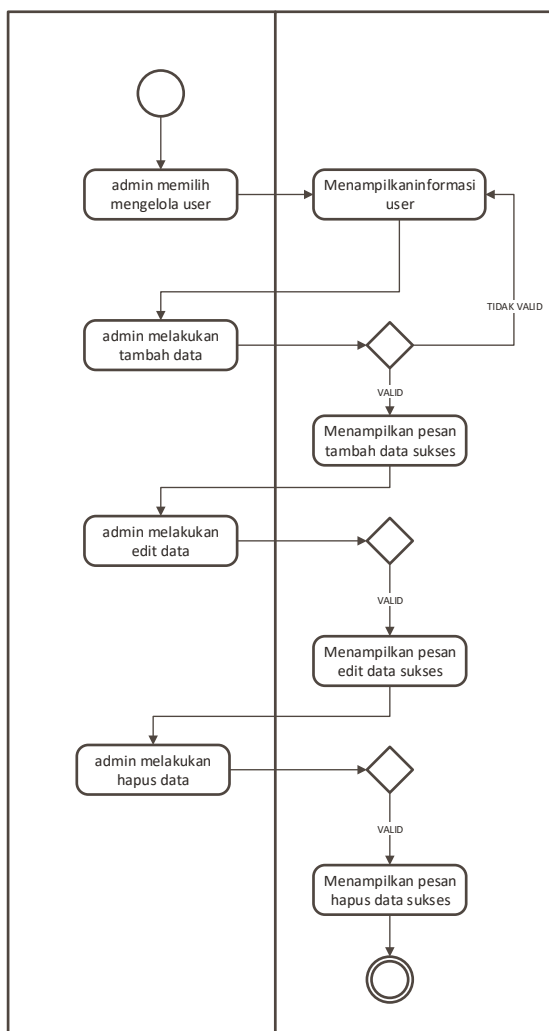 admin memilih
mengelola user
Menampilkaninformasi
user
admin melakukan
tambah data
TIDAK VALID
VALID
Menampilkan pesan
tambah data sukses
admin melakukan
edit data
VALID
Menampilkan pesan
edit data sukses
admin melakukan
hapus data
VALID
Menampilkan pesan
hapus data sukses